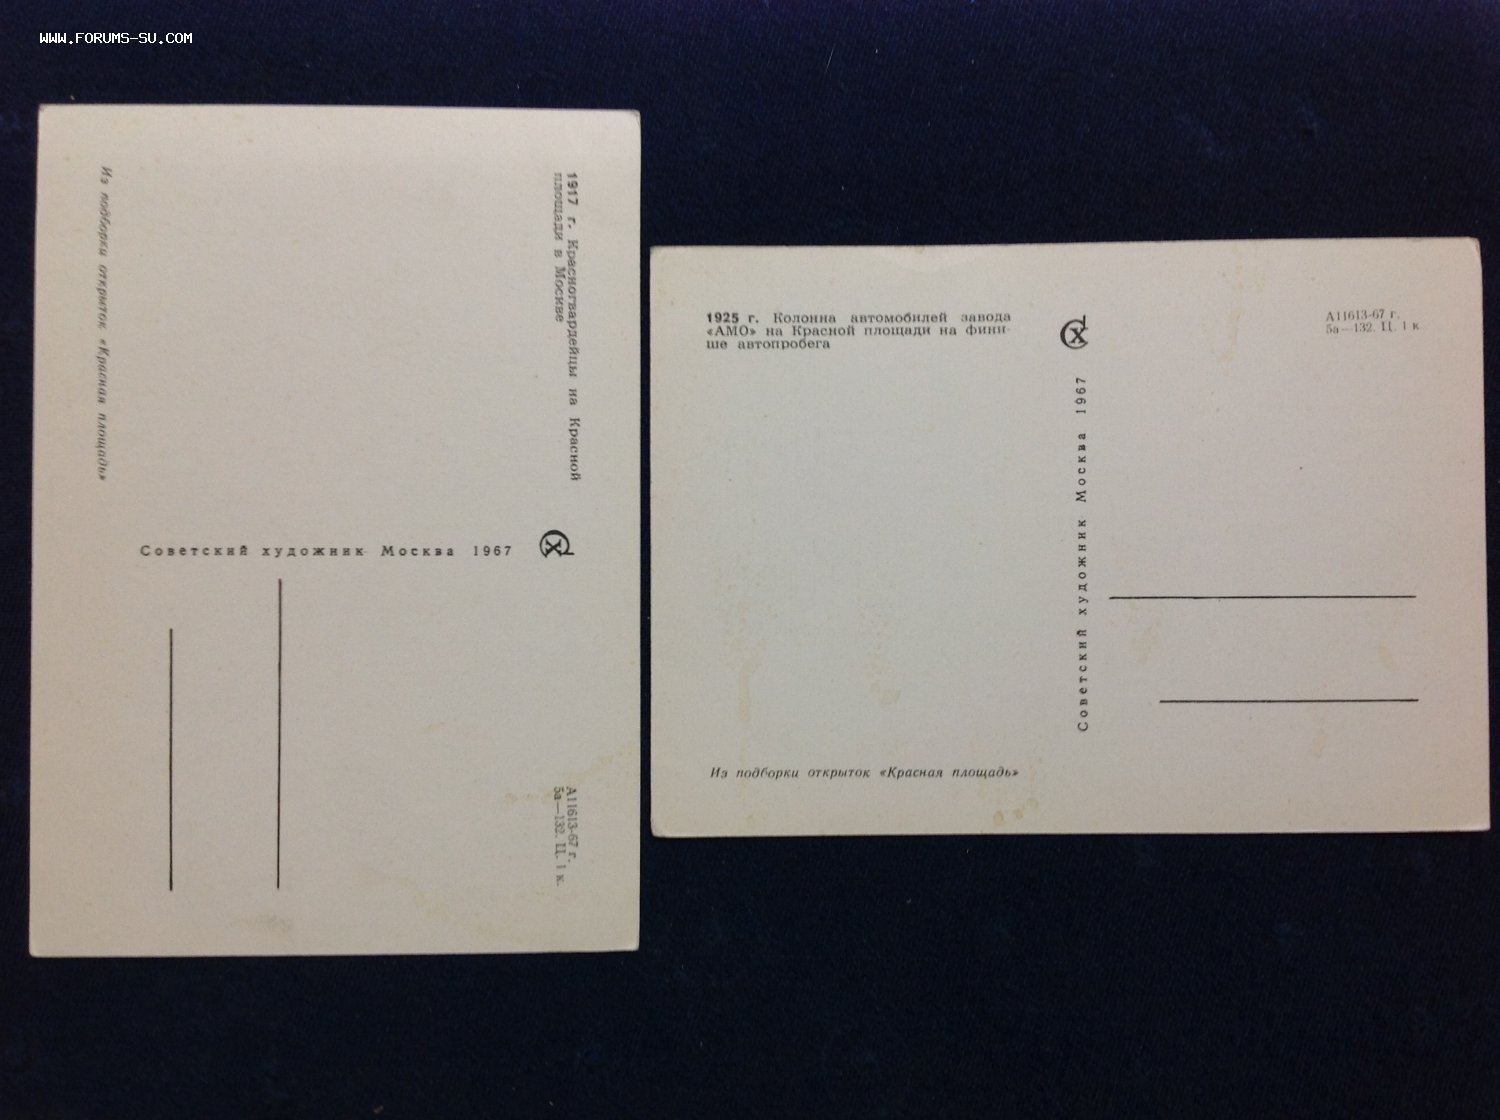 WWW.FORUMS-SU.COM
1917 г. Красногвардейцы на Красной
площади в Москве
Из подборки открыток «Красная площадь»
Советский художник Москва 1967
СХ
А11613-67 г.
5а—132. Ц. 1 к.
1925 г. Колонна автомобилей завода
«АМО» на Красной площади на фини-
ше автопробега
Из подборки открыток «Красная площадь»
СХ
Советский художник Москва 1967
А11613-67 г.
5а—132. Ц. 1 к.